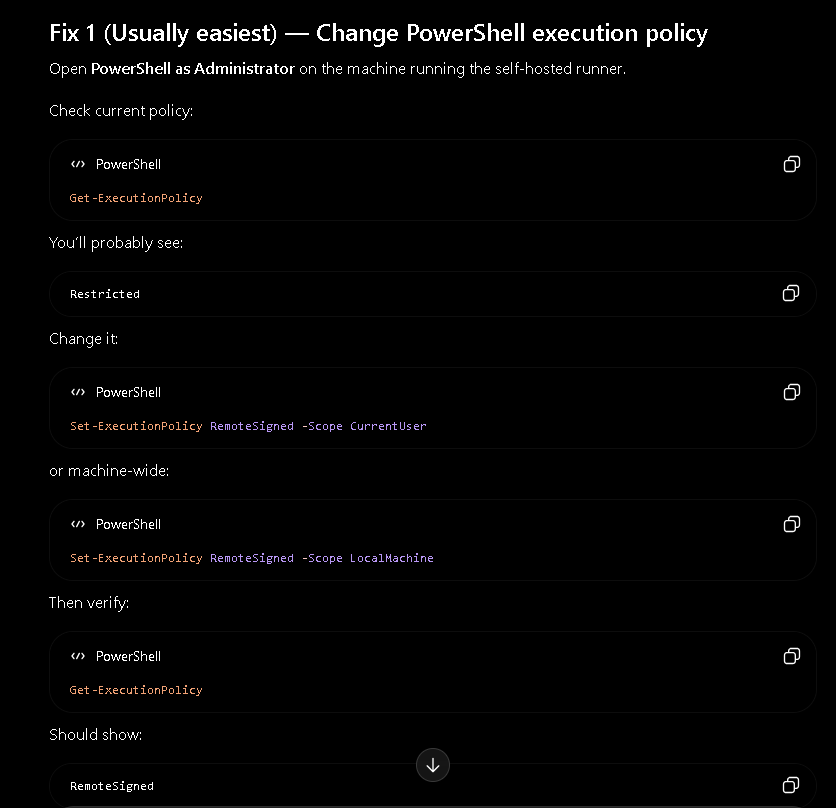 Fix 1 (Usually easiest) — Change PowerShell execution policy
Open PowerShell as Administrator on the machine running the self-hosted runner.
Check current policy:
PowerShell
Get-ExecutionPolicy
You'll probably see:
Restricted
Change it:
PowerShell
Set-ExecutionPolicy RemoteSigned -Scope CurrentUser
or machine-wide:
PowerShell
Set-ExecutionPolicy RemoteSigned -Scope LocalMachine
Then verify:
PowerShell
Get-ExecutionPolicy
Should show:
RemoteSigned